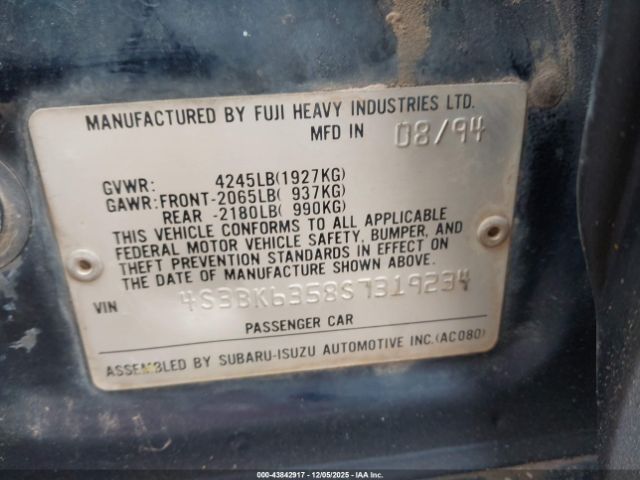 MANUFACTURED BY FUJI HEAVY INDUSTRIES LTD.
MFD IN 08/94
GVWR: 4245LB(1927KG)
GAWR:FRONT-2065LB( 937KG)
REAR -2180LB( 990KG)
THIS VEHICLE CONFORMS TO ALL APPLICABLE
FEDERAL MOTOR VEHICLE SAFETY, BUMPER, AND
THEFT PREVENTION STANDARDS IN EFFECT ON
THE DATE OF MANUFACTURE SHOWN ABOVE.
VIN 4S3BK6358S7319234
PASSENGER CAR
ASSEMBLED BY SUBARU-ISUZU AUTOMOTIVE INC.(AC080)
000-43842917 - 12/05/2025 - IAAI.CA